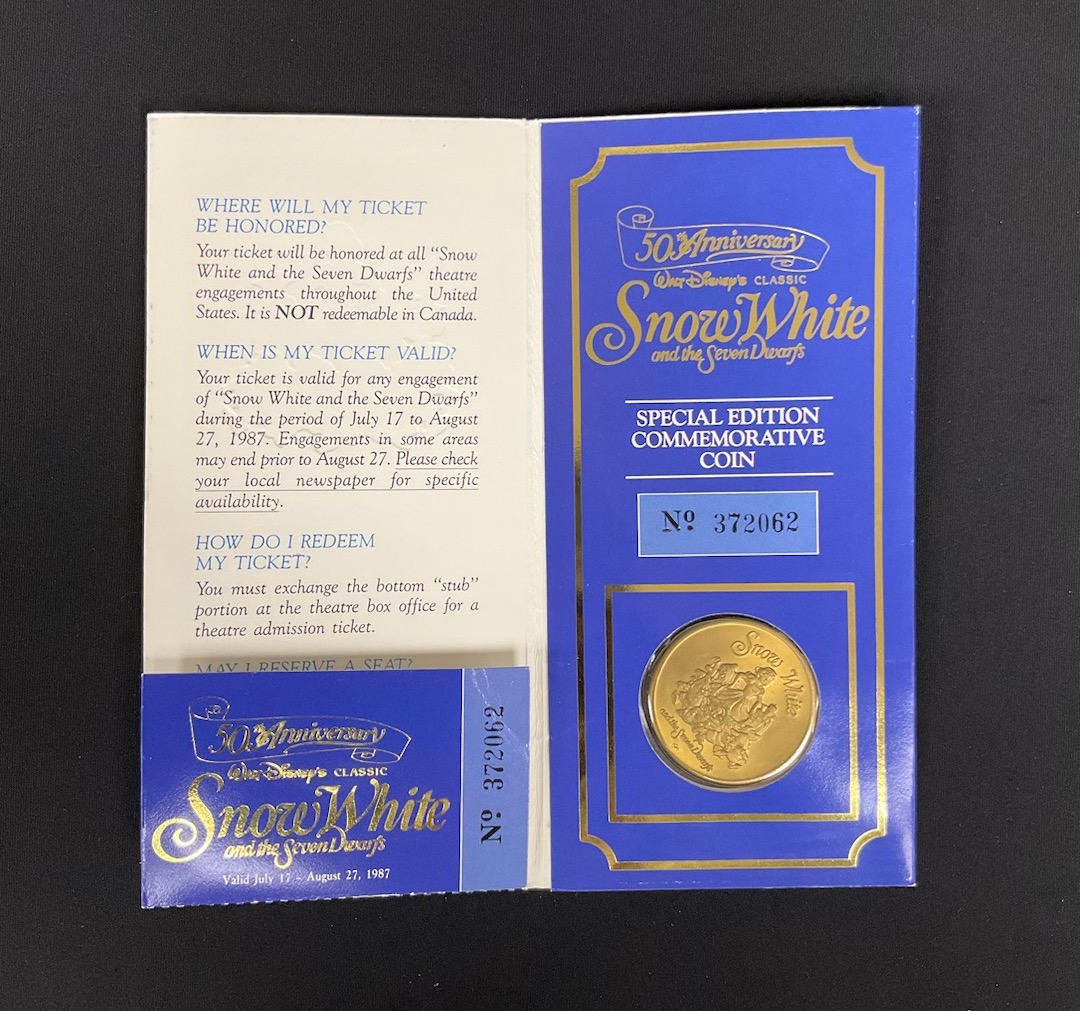 WHERE WILL MY TICKET
BE HONORED?
Your ticket will be honored at all “Snow
White and the Seven Dwarfs” theatre
engagements throughout the United
States. It is NOT redeemable in Canada.
WHEN IS MY TICKET VALID?
Your ticket is valid for any engagement
of “Snow White and the Seven Dwarfs”
during the period of July 17 to August
27, 1987. Engagements in some areas
may end prior to August 27. Please check
your local newspaper for specific
availability.
HOW DO I REDEEM
MY TICKET?
You must exchange the bottom “stub”
portion at the theatre box office for a
theatre admission ticket.
MAY I RESERVE A SEAT?
50th Anniversary
Walt Disney's CLASSIC
Snow White
and the Seven Dwarfs
Valid July 17 – August 27, 1987
Nº 372062
50th Anniversary
Walt Disney's CLASSIC
Snow White
and the Seven Dwarfs
SPECIAL EDITION
COMMEMORATIVE
COIN
Nº 372062
Snow White
and the Seven Dwarfs